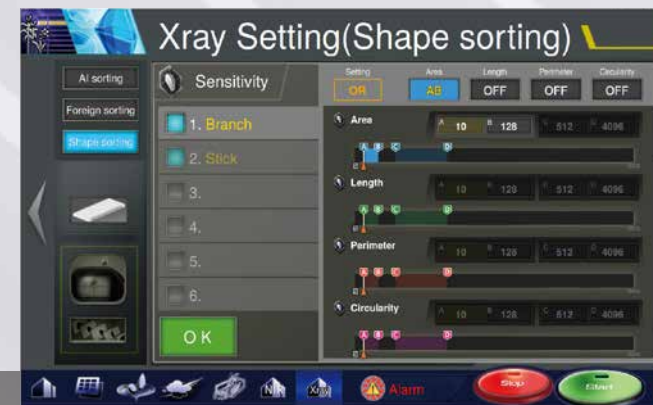 Xray Setting(Shape sorting)
AI sorting
Foreign sorting
Shape sorting
Sensitivity
1. Branch
2. Stick
3.
4.
5.
6.
OK
Setting Area Length Perimeter Circularity
OR AB OFF OFF OFF
Area A 10 B 128 C 512 D 4096
A B C D
Length A 10 B 128 C 512 D 4096
A B C D
Perimeter A 10 B 128 C 512 D 4096
A B C D
Circularity A 10 B 128 C 512 D 4096
A B C D
NIR Xray Alarm Stop Start